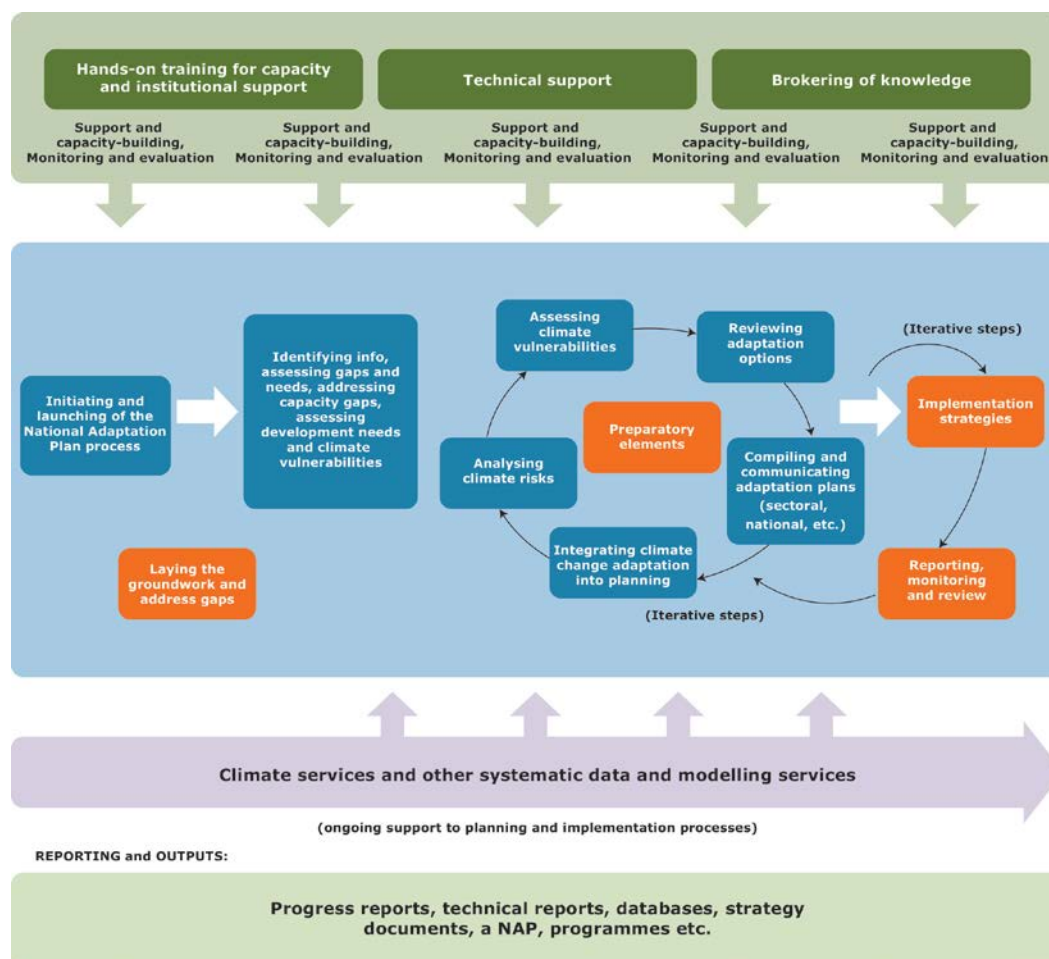 Hands-on training for capacity
and institutional support
Technical support
Brokering of knowledge
Support and
capacity-building,
Monitoring and evaluation
Support and
capacity-building,
Monitoring and evaluation
Support and
capacity-building,
Monitoring and evaluation
Support and
capacity-building,
Monitoring and evaluation
Support and
capacity-building,
Monitoring and evaluation
Initiating and
launching of the
National Adaptation
Plan process
Identifying info,
assessing gaps and
needs, addressing
capacity gaps,
assessing
development needs
and climate
vulnerabilities
Laying the
groundwork and
address gaps
Assessing
climate
vulnerabilities
Reviewing
adaptation
options
Preparatory
elements
Analysing
climate risks
Compiling and
communicating
adaptation plans
(sectoral,
national, etc.)
Integrating climate
change adaptation
into planning
(Iterative steps)
(Iterative steps)
Implementation
strategies
Reporting,
monitoring
and review
Climate services and other systematic data and modelling services
(ongoing support to planning and implementation processes)
REPORTING and OUTPUTS:
Progress reports, technical reports, databases, strategy
documents, a NAP, programmes etc.